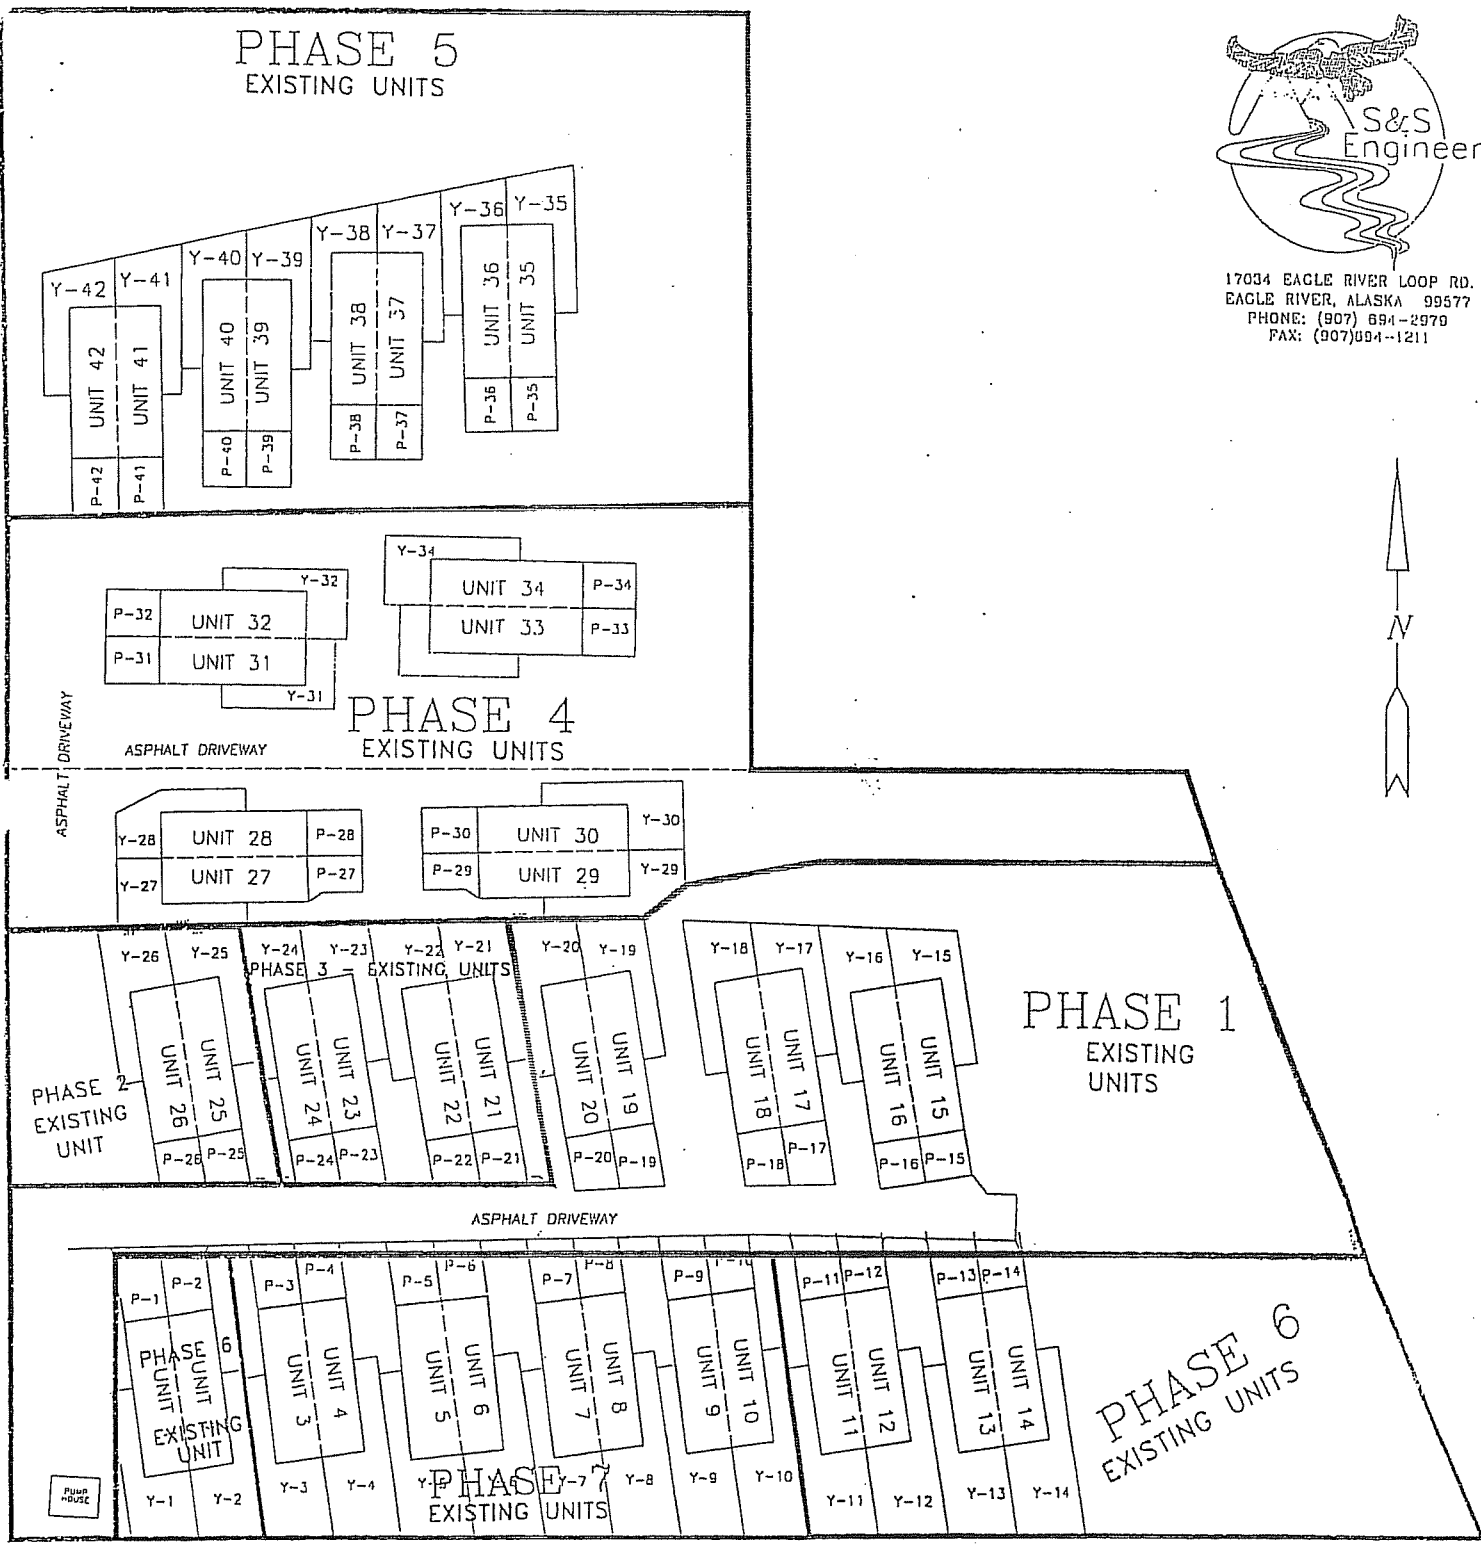 PHASE 5
EXISTING UNITS
S&S
Engineer
17034 EAGLE RIVER LOOP RD.
EAGLE RIVER, ALASKA 99577
PHONE: (907) 694-2979
FAX: (907)694-1211
Y-42
Y-41
Y-40
Y-39
Y-38
Y-37
Y-36
Y-35
UNIT 42
UNIT 41
UNIT 40
UNIT 39
UNIT 38
UNIT 37
UNIT 36
UNIT 35
P-42
P-41
P-40
P-39
P-38
P-37
P-36
P-35
N
Y-32
P-32
UNIT 32
P-31
UNIT 31
Y-31
Y-34
UNIT 34
P-34
UNIT 33
P-33
PHASE 4
EXISTING UNITS
ASPHALT DRIVEWAY
ASPHALT DRIVEWAY
Y-28
UNIT 28
P-28
Y-27
UNIT 27
P-27
P-30
UNIT 30
Y-30
P-29
UNIT 29
Y-29
Y-26
Y-25
Y-24
Y-23
Y-22
Y-21
Y-20
Y-19
Y-18
Y-17
Y-16
Y-15
PHASE 3 - EXISTING UNITS
PHASE 1
EXISTING
UNITS
PHASE 2
EXISTING
UNIT
UNIT 26
UNIT 25
UNIT 24
UNIT 23
UNIT 22
UNIT 21
UNIT 20
UNIT 19
UNIT 18
UNIT 17
UNIT 16
UNIT 15
P-26
P-25
P-24
P-23
P-22
P-21
P-20
P-19
P-18
P-17
P-16
P-15
ASPHALT DRIVEWAY
P-1
P-2
P-3
P-4
P-5
P-6
P-7
P-8
P-9
P-10
P-11
P-12
P-13
P-14
PHASE 6
UNIT
UNIT
EXISTING
UNIT
UNIT 3
UNIT 4
UNIT 5
UNIT 6
UNIT 7
UNIT 8
UNIT 9
UNIT 10
UNIT 11
UNIT 12
UNIT 13
UNIT 14
PHASE 6
EXISTING UNITS
PUMP
HOUSE
Y-1
Y-2
Y-3
Y-4
Y-5
Y-6
Y-7
Y-8
Y-9
Y-10
Y-11
Y-12
Y-13
Y-14
PHASE 7
EXISTING UNITS